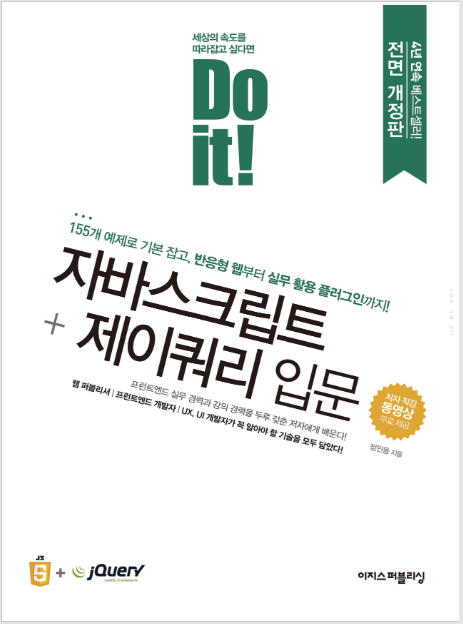 세상의 속도를
따라잡고 싶다면
Do
it!
4년 연속 베스트셀러!
전면 개정판
155개 예제로 기본 잡고, 반응형 웹부터 실무 활용 플러그인까지!
자바스크립트
+ 제이쿼리 입문
프런트엔드 실무 경력과 강의 경력을 두루 갖춘 저자에게 배운다!
웹 퍼블리셔 | 프런트엔드 개발자 | UX, UI 개발자가 꼭 알아야 할 기술을 모두 담았다!
저자 직강
동영상
무료 제공
정인용 지음
JS
5 + jQuery
이지스퍼블리싱